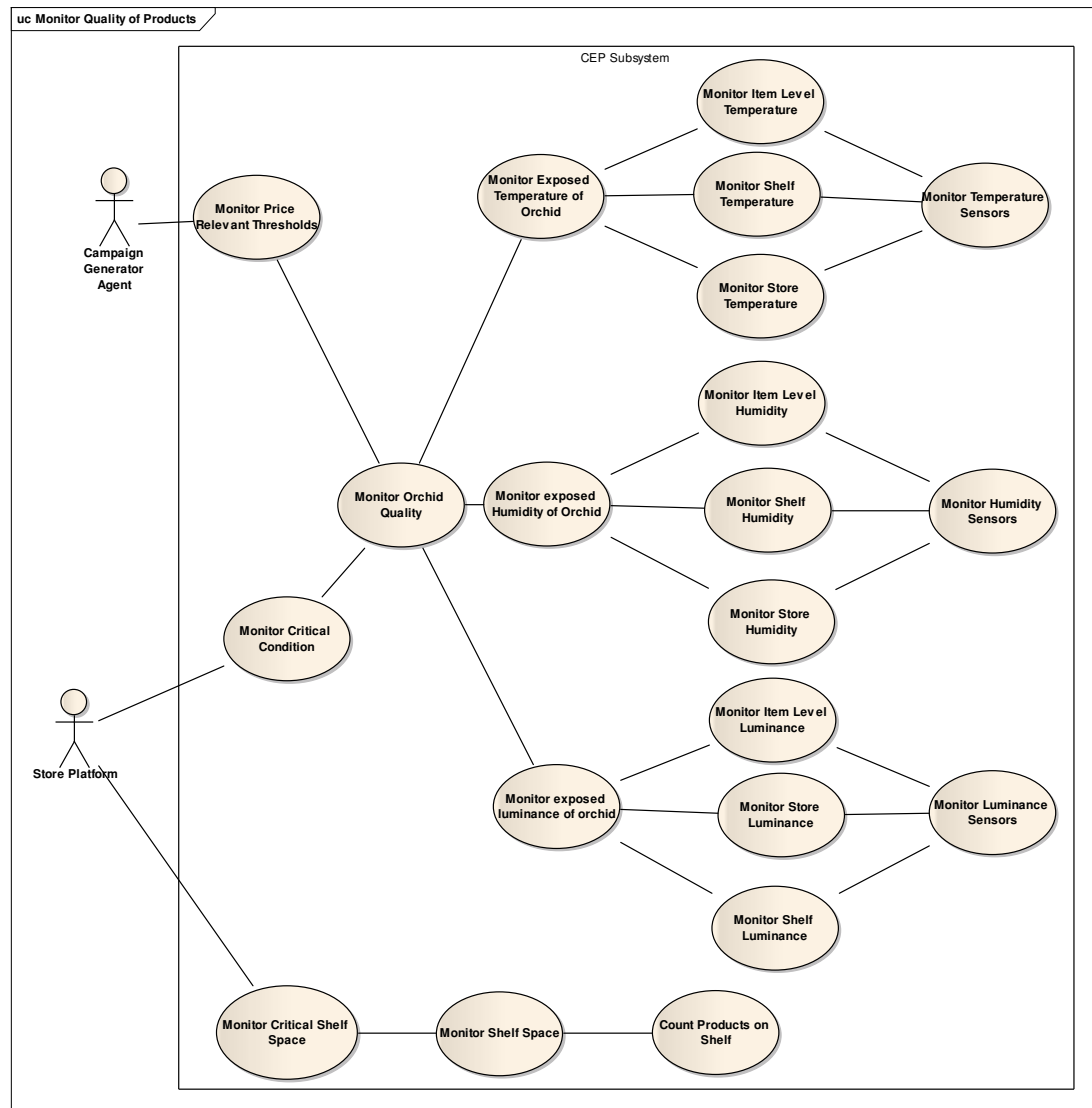 uc Monitor Quality of Products
CEP Subsystem
Monitor Item Level
Temperature
Monitor Exposed
Temperature of
Orchid
Monitor Shelf
Temperature
Monitor Temperature
Sensors
Monitor Price
Relevant Thresholds
Campaign
Generator
Agent
Monitor Store
Temperature
Monitor Item Level
Humidity
Monitor Orchid
Quality
Monitor exposed
Humidity of Orchid
Monitor Shelf
Humidity
Monitor Humidity
Sensors
Monitor Critical
Condition
Monitor Store
Humidity
Store Platform
Monitor Item Level
Luminance
Monitor exposed
luminance of orchid
Monitor Store
Luminance
Monitor Luminance
Sensors
Monitor Shelf
Luminance
Monitor Critical Shelf
Space
Monitor Shelf Space
Count Products on
Shelf